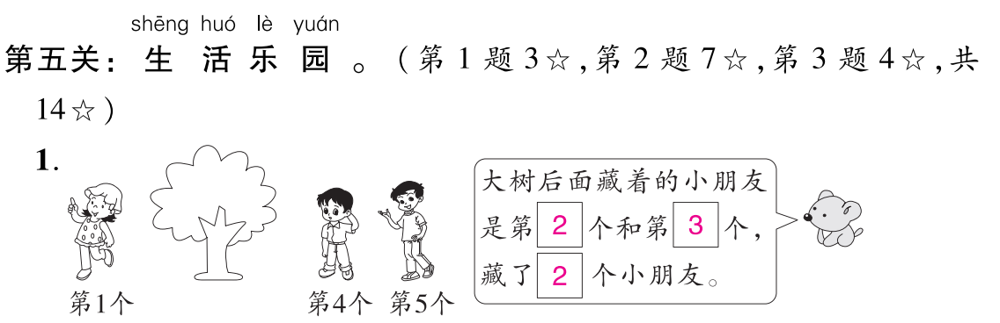 shēng huó lè yuán
第五关：生活乐园。（第1题3☆，第2题7☆，第3题4☆，共
14☆）
1.
大树后面藏着的小朋友
是第2个和第3个，
藏了2个小朋友。
第1个 第4个 第5个